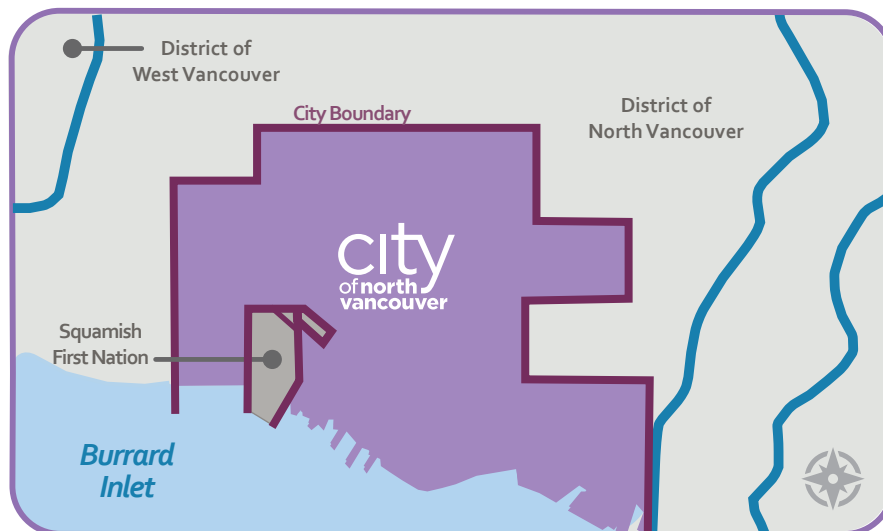 District of
West Vancouver
City Boundary
District of
North Vancouver
city
of north
vancouver
Squamish
First Nation
Burrard
Inlet